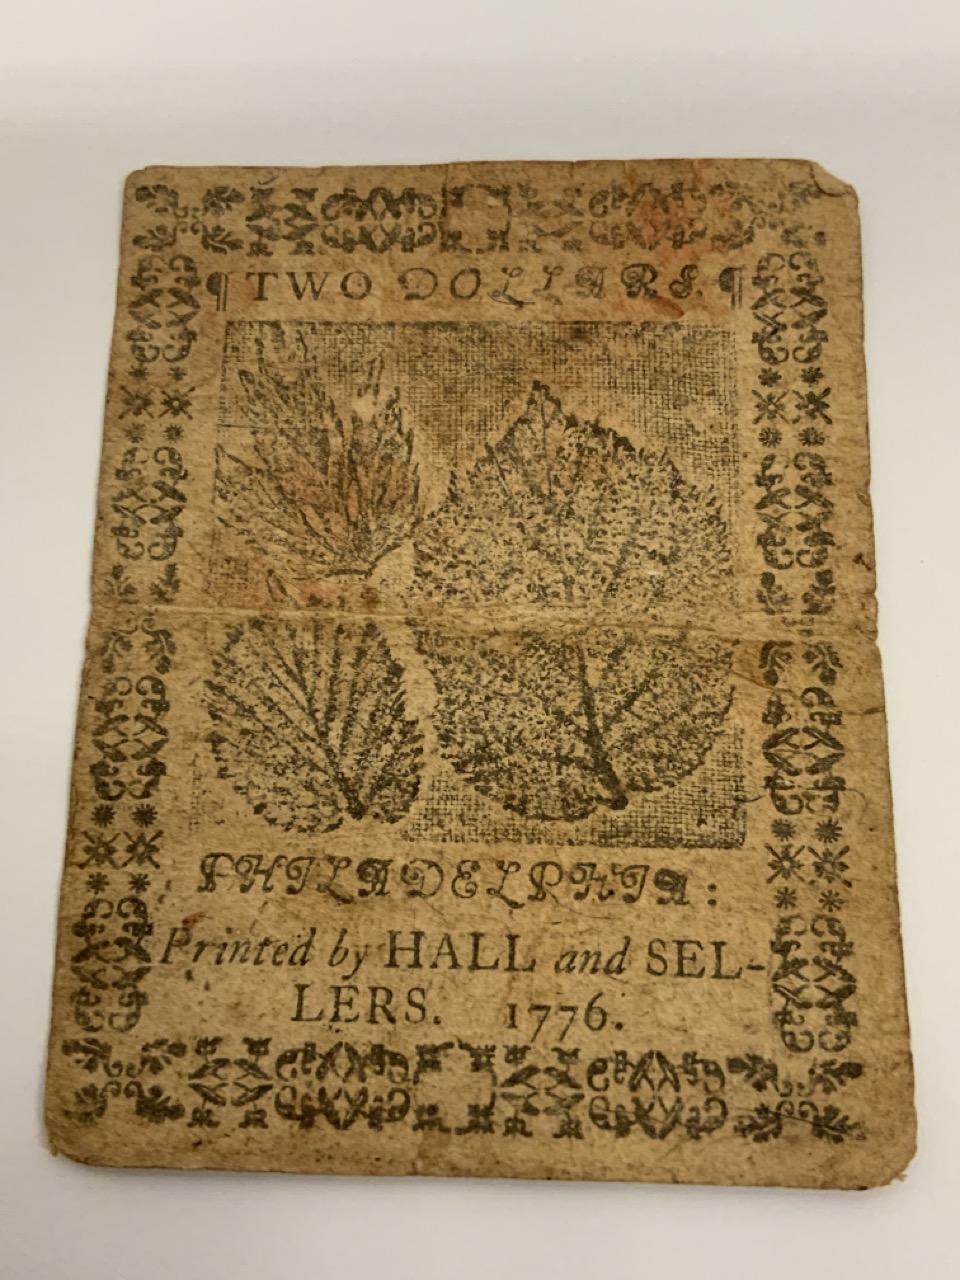 ¶ TWO DOLLARS. ¶
PHILADELPHIA:
Printed by HALL and SEL-
LERS. 1776.